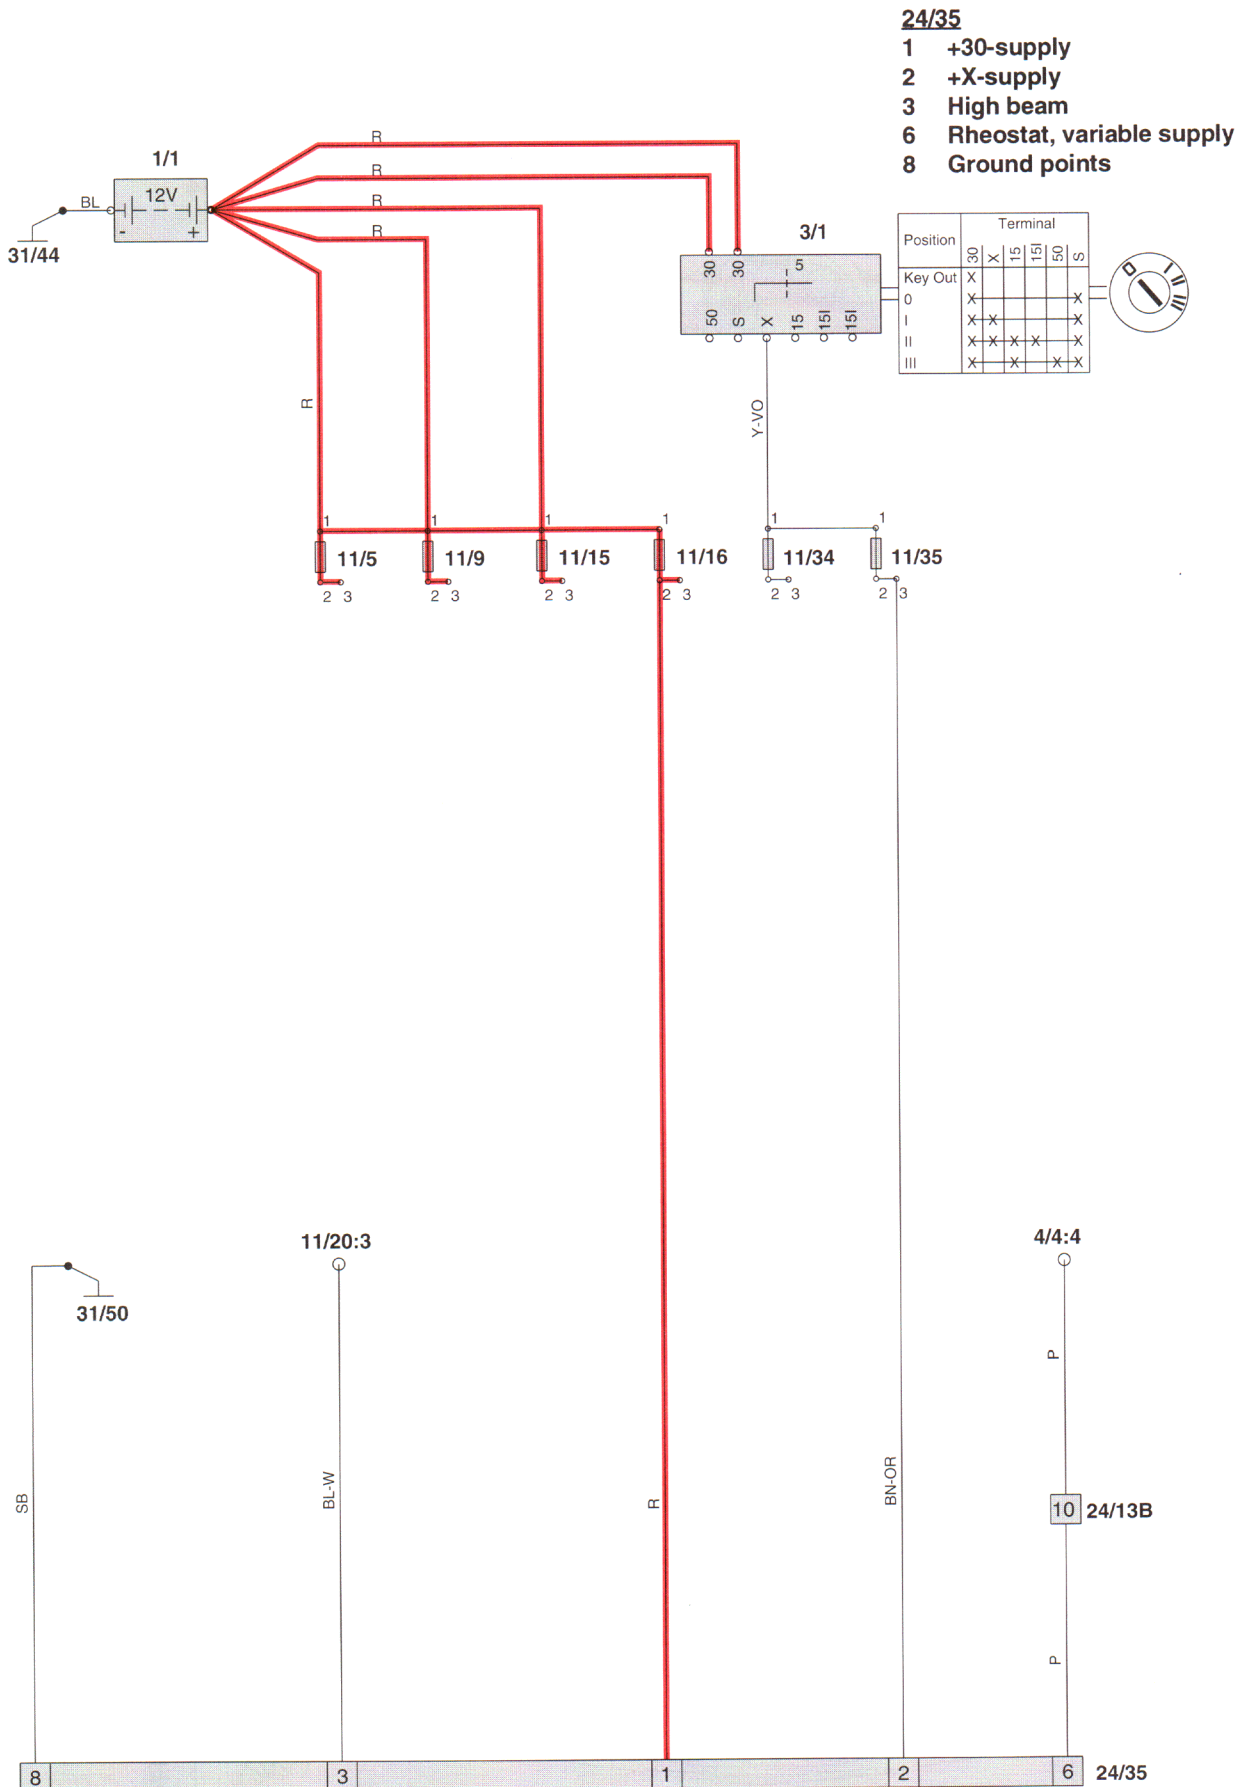 24/35
1 +30-supply
2 +X-supply
3 High beam
6 Rheostat, variable supply
8 Ground points
R
1/1
R
12V
BL
R
- +
R
31/44
3/1
Terminal
Position
30 X 15 15I 50 S
Key Out X
0 X X
I X X X
II X X X X X
III X X X X
0 I II III
30 30 5
50 S X 15 15I 15I
R
Y-VO
1 1 1 1 1 1
11/5 11/9 11/15 11/16 11/34 11/35
2 3 2 3 2 3 2 3 2 3 2 3
11/20:3
4/4:4
31/50
P
SB
BL-W
R
BN-OR
10 24/13B
P
8 3 1 2 6 24/35